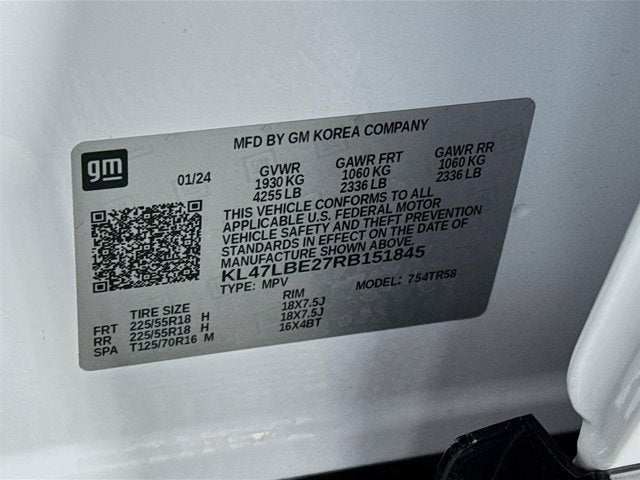 MFD BY GM KOREA COMPANY
gm
01/24 GVWR GAWR FRT GAWR RR
1930 KG 1060 KG 1060 KG
4255 LB 2336 LB 2336 LB
THIS VEHICLE CONFORMS TO ALL
APPLICABLE U.S. FEDERAL MOTOR
VEHICLE SAFETY AND THEFT PREVENTION
STANDARDS IN EFFECT ON THE DATE OF
MANUFACTURE SHOWN ABOVE.
KL47LBE27RB151845
TYPE: MPV MODEL: 754TR58
TIRE SIZE RIM
FRT 225/55R18 H 18X7.5J
RR 225/55R18 H 18X7.5J
SPA T125/70R16 M 16X4BT